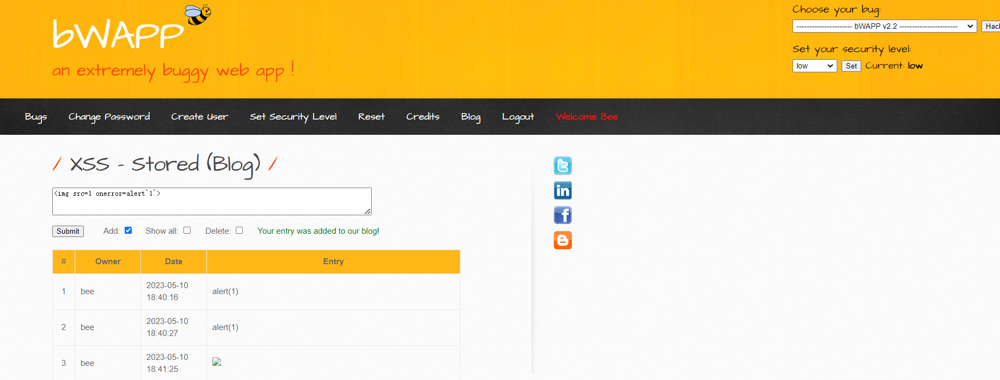 bWAPP
an extremely buggy web app !
Choose your bug:
---------------------- bWAPP v2.2 -----------------------
Set your security level:
low Set Current: low
Bugs Change Password Create User Set Security Level Reset Credits Blog Logout Welcome Bee
/ XSS - Stored (Blog) /
<img src=1 onerror=alert`1`>
Submit Add: Show all: Delete: Your entry was added to our blog!
# Owner Date Entry
1 bee 2023-05-10 18:40:16 alert(1)
2 bee 2023-05-10 18:40:27 alert(1)
3 bee 2023-05-10 18:41:25